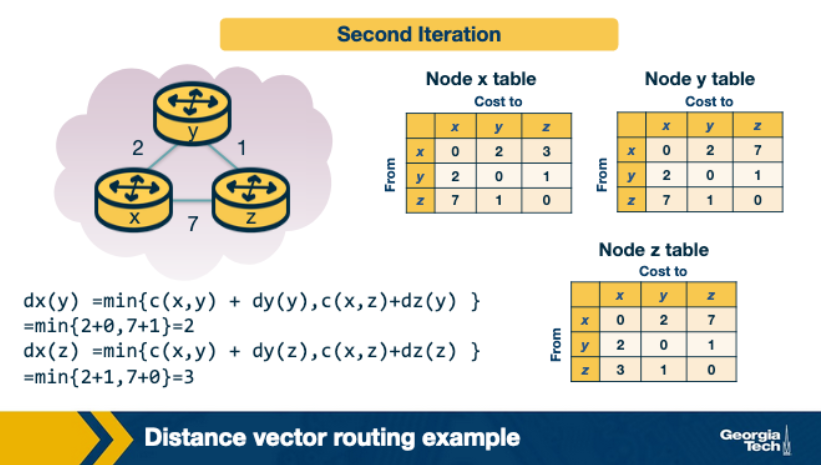 Second Iteration
y
2
1
x
z
7
Node x table
Cost to
x y z
From
x 0 2 3
y 2 0 1
z 7 1 0
Node y table
Cost to
x y z
From
x 0 2 7
y 2 0 1
z 7 1 0
Node z table
Cost to
x y z
From
x 0 2 7
y 2 0 1
z 3 1 0
dx(y) =min{c(x,y) + dy(y),c(x,z)+dz(y) }
=min{2+0,7+1}=2
dx(z) =min{c(x,y) + dy(z),c(x,z)+dz(z) }
=min{2+1,7+0}=3
Distance vector routing example
Georgia
Tech